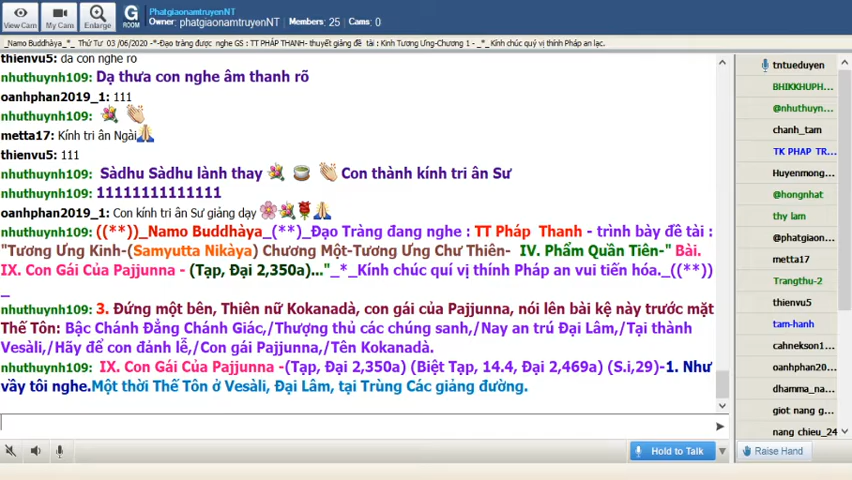 PhatgiaonamtruyenNT
Owner: phatgiaonamtruyenNT Members: 25 Cams: 0
View Cam My Cam Enlarge G ROOM
_Namo Buddhàya_*_ Thứ Tư 03 /06/2020 -*-Đạo tràng được nghe GS : TT PHÁP THANH- thuyết giảng đề tài : Kinh Tương Ưng-Chương 1 - _*_ Kính chúc quý vị thính Pháp an lạc.
thienvu5: da con nghe ro
nhuthuynh109: Dạ thưa con nghe âm thanh rõ
oanhphan2019_1: 111
nhuthuynh109:
metta17: Kính tri ân Ngài
thienvu5: 111
nhuthuynh109: Sàdhu Sàdhu lành thay Con thành kính tri ân Sư
nhuthuynh109: 11111111111111
oanhphan2019_1: Con kính tri ân Sư giảng dạy
nhuthuynh109: ((**))_Namo Buddhàya_(**)_Đạo Tràng đang nghe : TT Pháp Thanh - trình bày đề tài :
"Tương Ưng Kinh-(Samyutta Nikàya) Chương Một-Tương Ưng Chư Thiên- IV. Phẩm Quần Tiên-" Bài.
IX. Con Gái Của Pajjunna - (Tạp, Đại 2,350a)..."_*_Kính chúc quí vị thính Pháp an vui tiến hóa._((**))
_
nhuthuynh109: 3. Đứng một bên, Thiên nữ Kokanadà, con gái của Pajjunna, nói lên bài kệ này trước mặt
Thế Tôn: Bậc Chánh Đẳng Chánh Giác,/Thượng thủ các chúng sanh,/Nay an trú Đại Lâm,/Tại thành
Vesàli,/Hãy để con đảnh lễ,/Con gái Pajjunna,/Tên Kokanadà.
nhuthuynh109: IX. Con Gái Của Pajjunna -(Tạp, Đại 2,350a) (Biệt Tạp, 14.4, Đại 2,469a) (S.i,29)-1. Như
vầy tôi nghe.Một thời Thế Tôn ở Vesàli, Đại Lâm, tại Trùng Các giảng đường.
Hold to Talk
tntueduyen
BHIKKHUPH...
@nhuthuyn...
chanh_tam
TK PHAP TR...
Huyenmong...
@hongnhat
thy lam
@phatgiaon...
metta17
Trangthu-2
thienvu5
tam-hanh
cahnekson1...
oanhphan20...
dhamma_na...
giot nang g...
nang chieu_24
Raise Hand